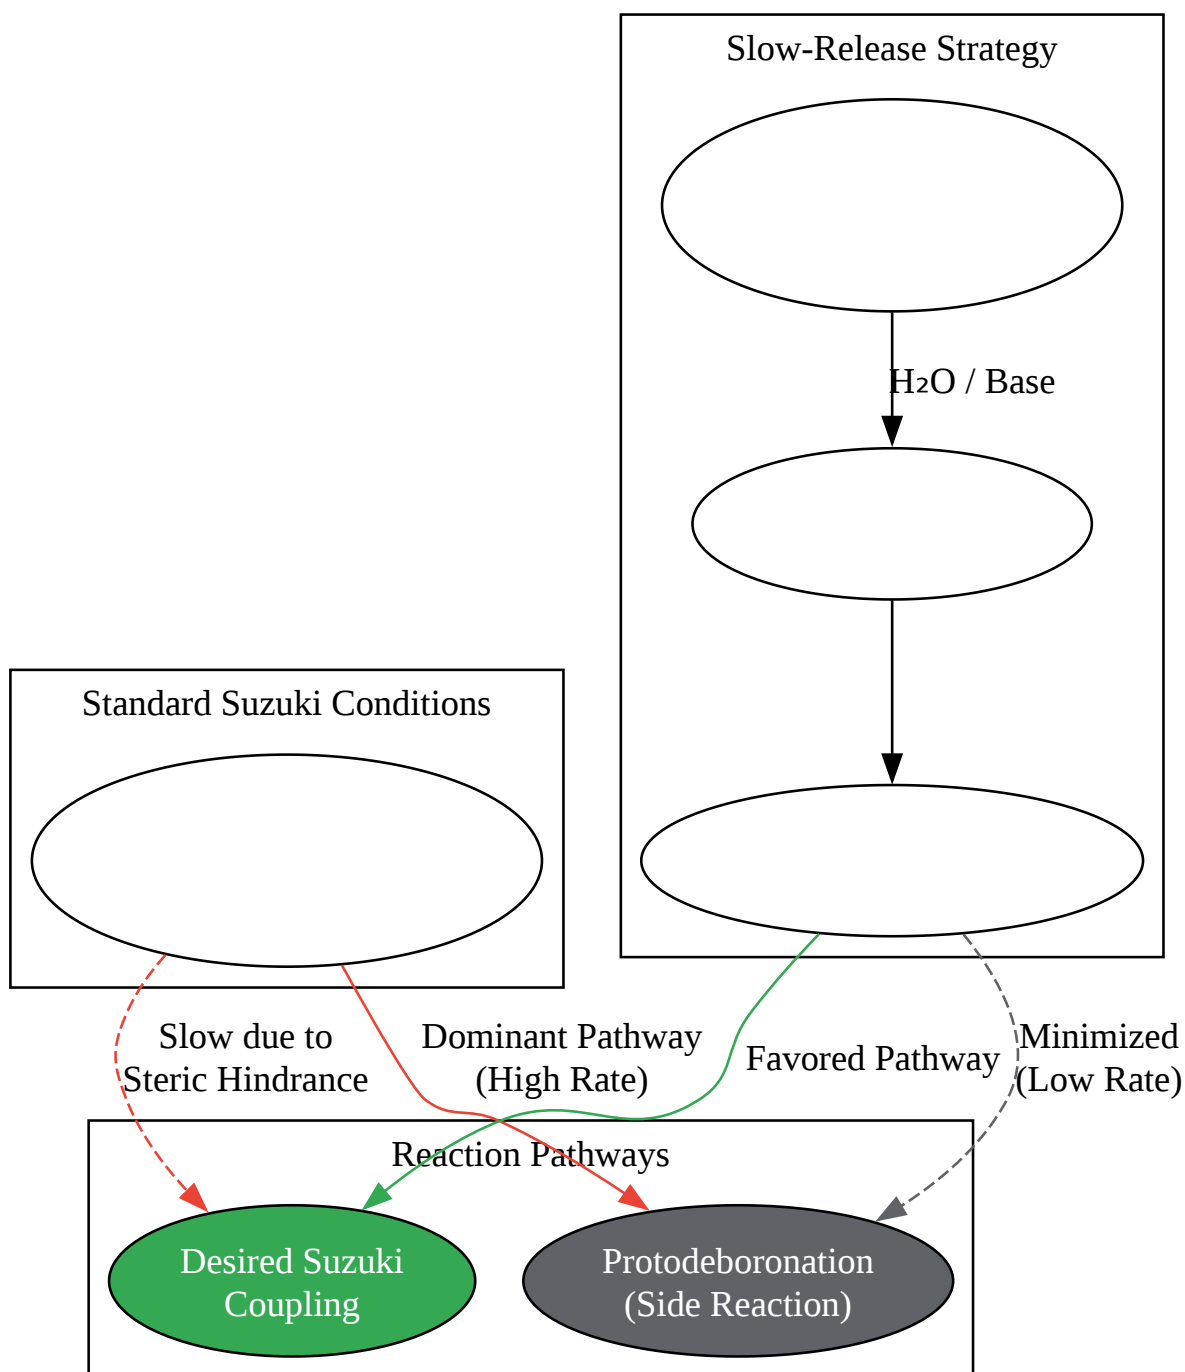 Slow-Release Strategy
H₂O / Base
Standard Suzuki Conditions
Slow due to
Steric Hindrance
Dominant Pathway
(High Rate)
Favored Pathway
Minimized
(Low Rate)
Reaction Pathways
Desired Suzuki
Coupling
Protodeboronation
(Side Reaction)